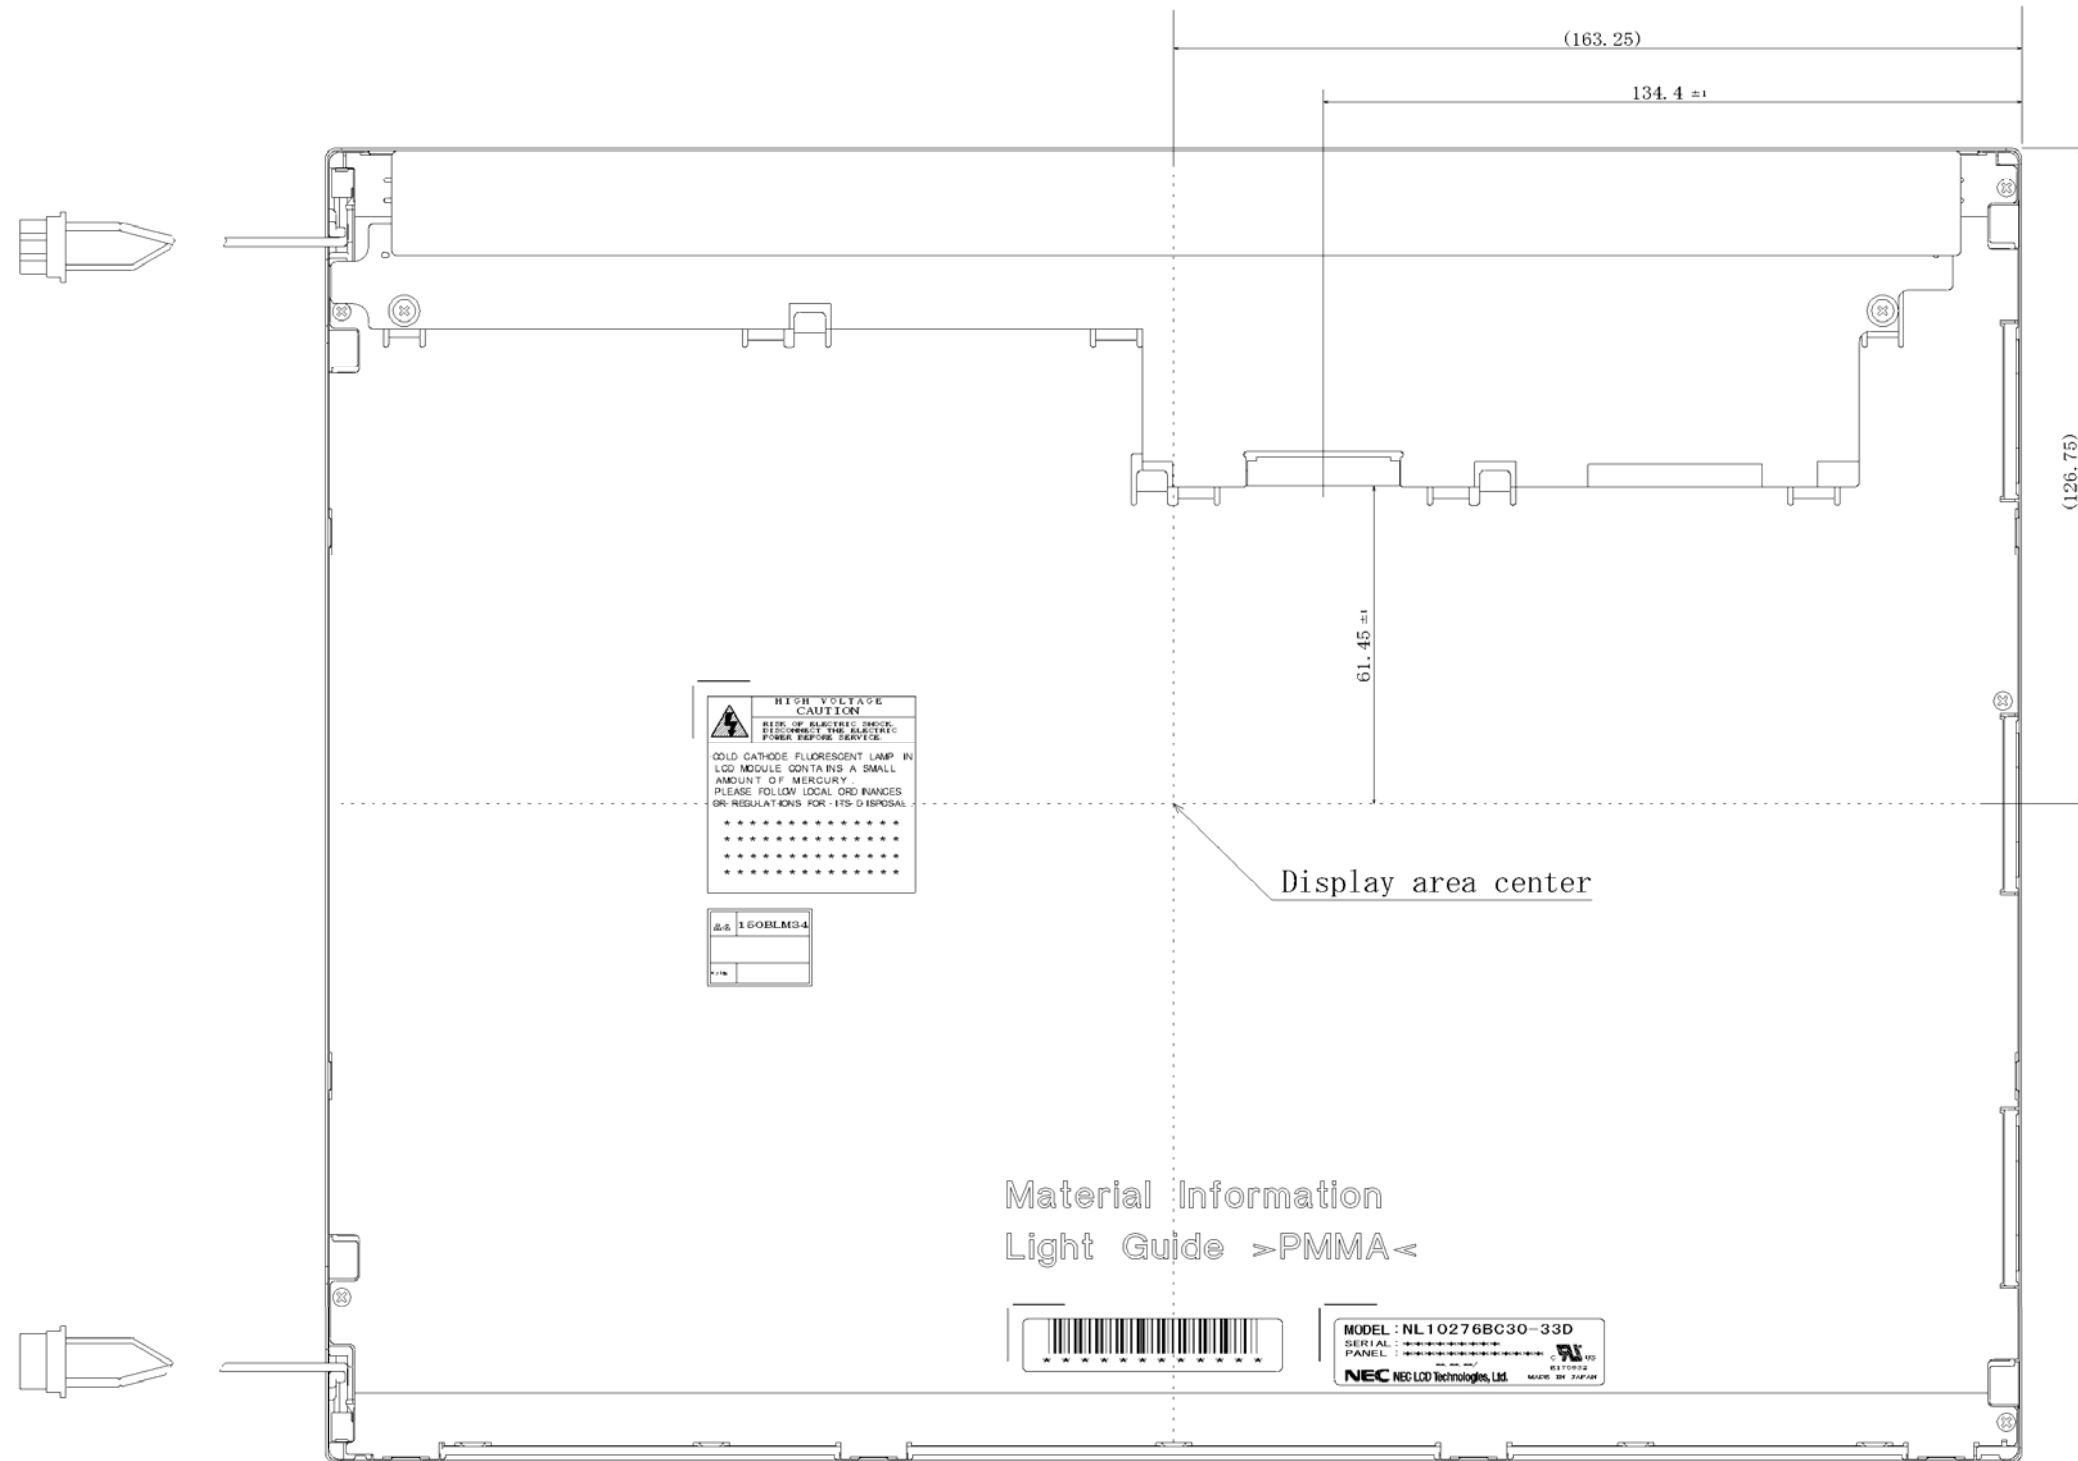 (163.25)
134.4 ±1
(126.75)
61.45 ±1
HIGH VOLTAGE
CAUTION
RISK OF ELECTRIC SHOCK.
DISCONNECT THE ELECTRIC
POWER BEFORE SERVICE.
COLD CATHODE FLUORESCENT LAMP IN
LCD MODULE CONTAINS A SMALL
AMOUNT OF MERCURY.
PLEASE FOLLOW LOCAL ORDINANCES
OR REGULATIONS FOR ITS DISPOSAL.
* * * * * * * * * * * * * *
* * * * * * * * * * * * * *
* * * * * * * * * * * * * *
* * * * * * * * * * * * * *
Display area center
150BLM34
Material Information
Light Guide >PMMA<
* * * * * * * * * * * *
MODEL : NL10276BC30-33D
SERIAL : **********
PANEL : ***************
c UR us
E170632
NEC NEC LCD Technologies, Ltd. MADE IN JAPAN